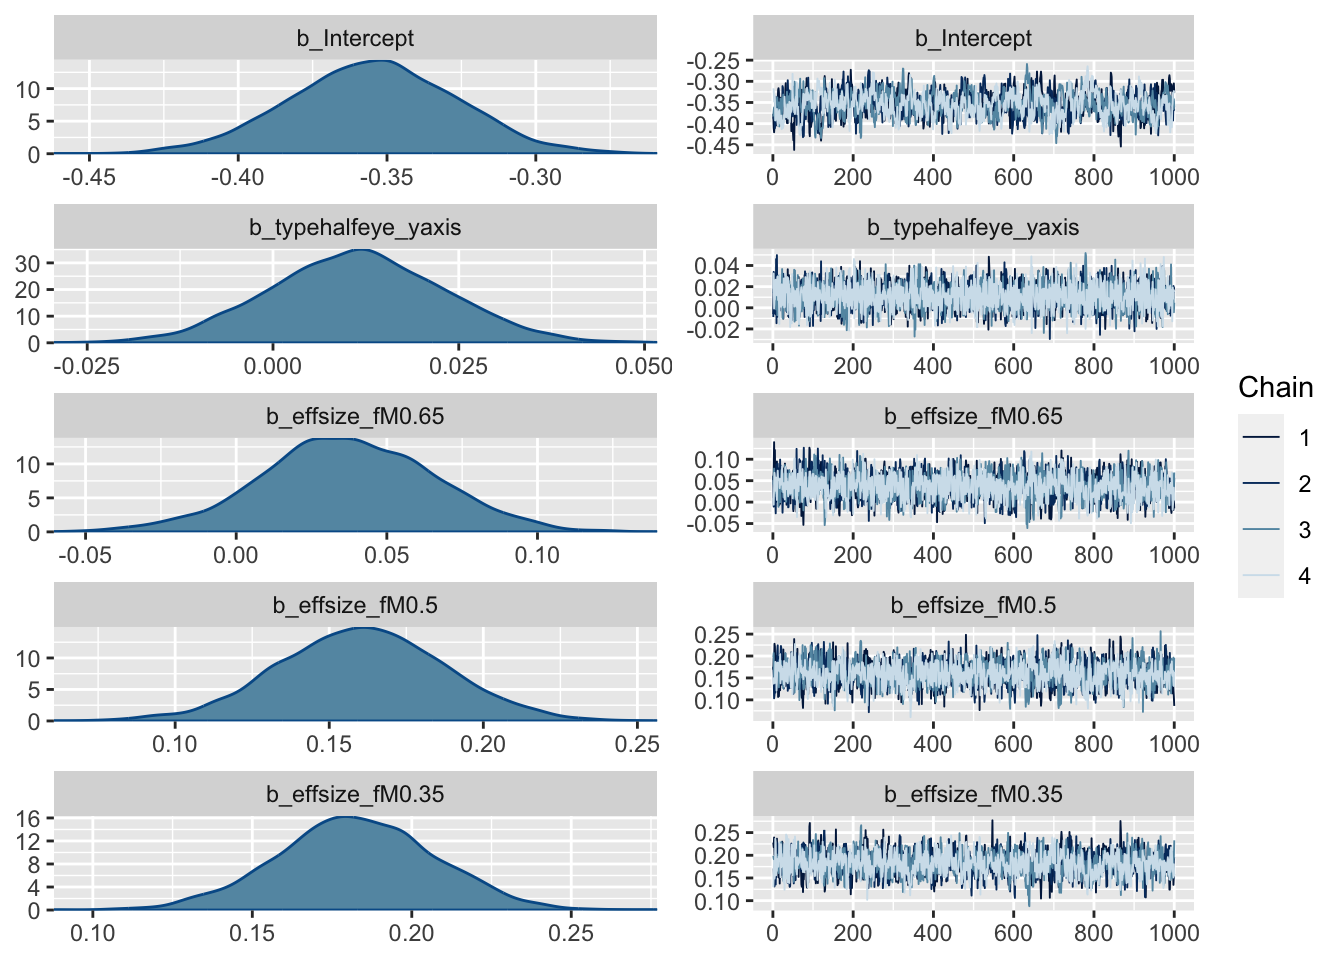 b_Intercept
10
5
0
-0.45 -0.40 -0.35 -0.30
b_Intercept
-0.25
-0.30
-0.35
-0.40
-0.45
0 200 400 600 800 1000
b_typehalfeye_yaxis
30
20
10
0
-0.025 0.000 0.025 0.050
b_typehalfeye_yaxis
0.04
0.02
0.00
-0.02
0 200 400 600 800 1000
b_effsize_fM0.65
10
5
0
-0.05 0.00 0.05 0.10
b_effsize_fM0.65
0.10
0.05
0.00
-0.05
0 200 400 600 800 1000
b_effsize_fM0.5
10
5
0
0.10 0.15 0.20 0.25
b_effsize_fM0.5
0.25
0.20
0.15
0.10
0 200 400 600 800 1000
b_effsize_fM0.35
16
12
8
4
0
0.10 0.15 0.20 0.25
b_effsize_fM0.35
0.25
0.20
0.15
0.10
0 200 400 600 800 1000
Chain
1
2
3
4